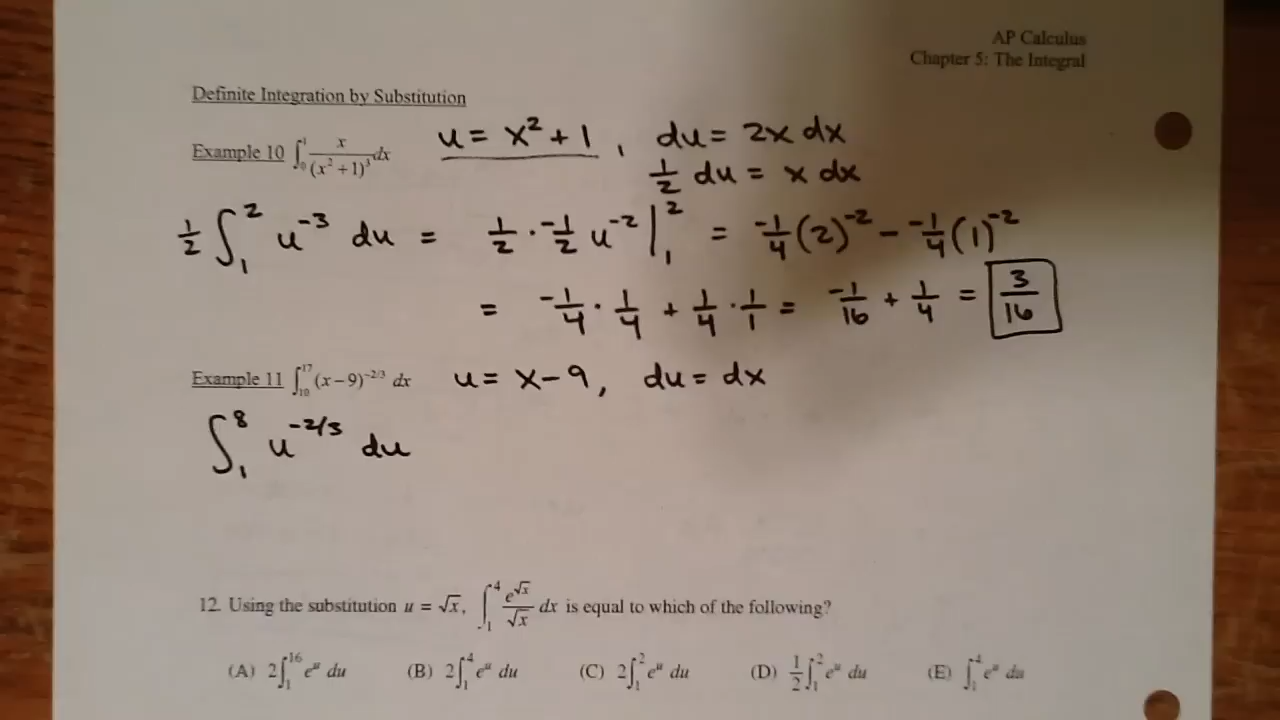 AP Calculus
Chapter 5: The Integral
Definite Integration by Substitution
Example 10 ∫₀¹ x/(x² + 1)³ dx u = x² + 1, du = 2x dx
1/2 du = x dx
1/2 ∫₁² u⁻³ du = 1/2 · -1/2 u⁻² |₁² = -1/4 (2)⁻² − -1/4 (1)⁻²
= -1/4 · 1/4 + 1/4 · 1/1 = -1/16 + 1/4 = 3/16
Example 11 ∫₁₀¹⁷ (x − 9)^(-2/3) dx u = x − 9, du = dx
∫₁⁸ u^(-2/3) du
12. Using the substitution u = √x, ∫₁⁴ e^(√x)/√x dx is equal to which of the following?
(A) 2∫₁¹⁶ eᵘ du (B) 2∫₁⁴ eᵘ du (C) 2∫₁² eᵘ du (D) 1/2 ∫₁² eᵘ du (E) ∫₁⁴ eᵘ du